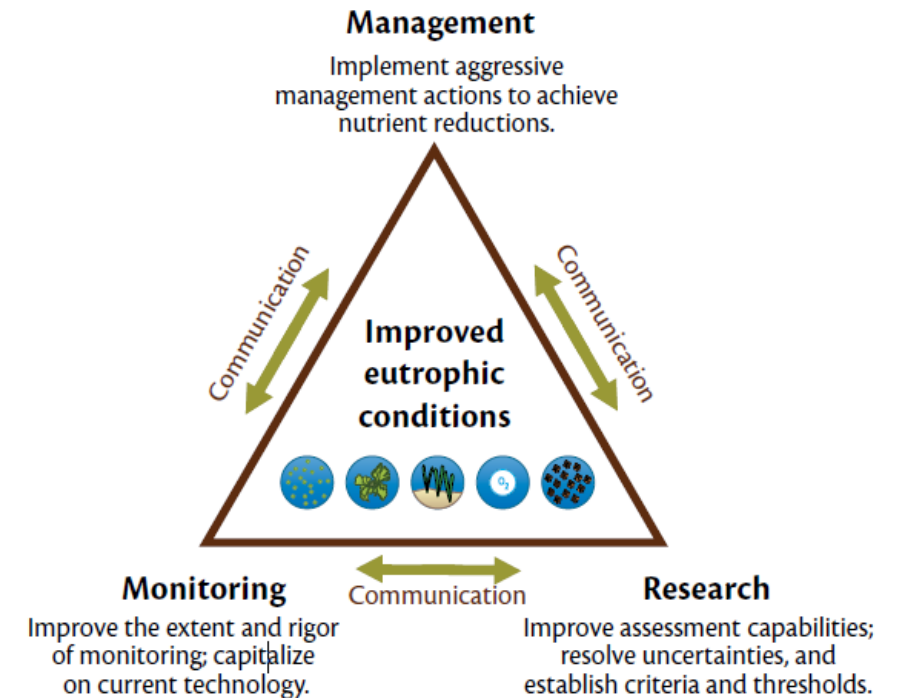 Management
Implement aggressive
management actions to achieve
nutrient reductions.
Communication
Communication
Improved
eutrophic
conditions
O₂
Communication
Monitoring
Improve the extent and rigor
of monitoring; capitalize
on current technology.
Research
Improve assessment capabilities;
resolve uncertainties, and
establish criteria and thresholds.